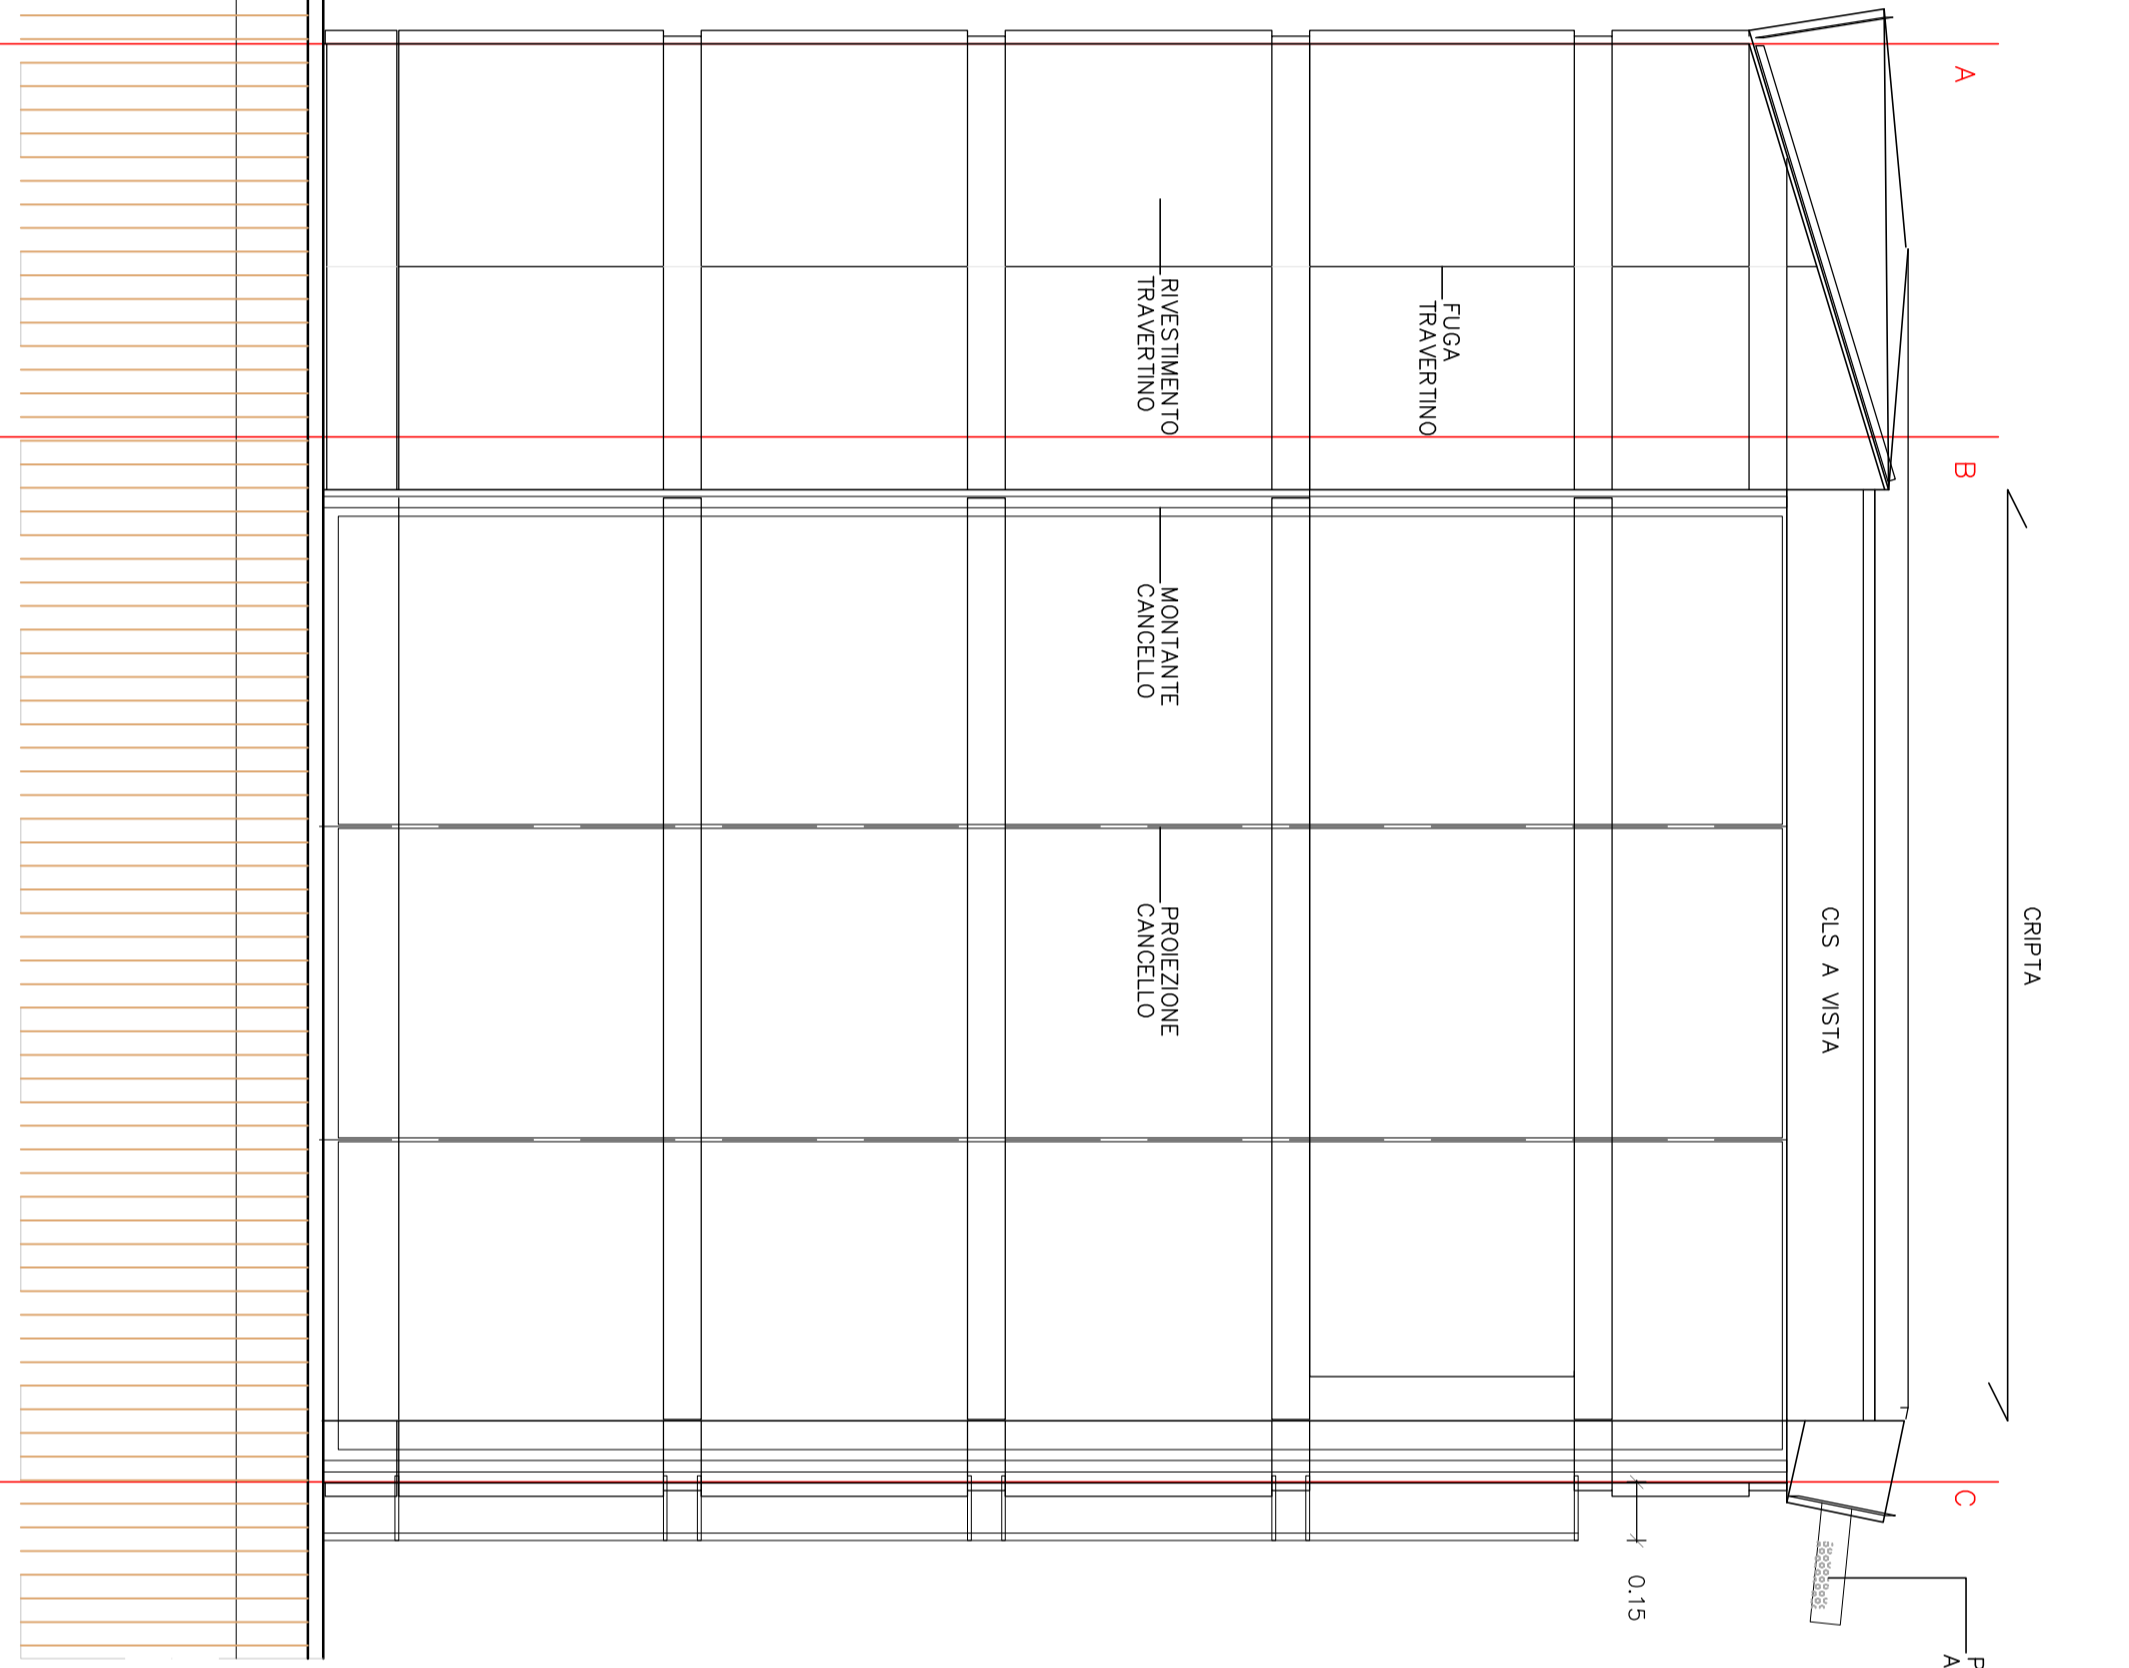 A
B
C
CRIPTA
CLS A VISTA
FUGA
TRAVERTINO
RIVESTIMENTO
TRAVERTINO
MONTANTE
CANCELLO
PROIEZIONE
CANCELLO
0.15